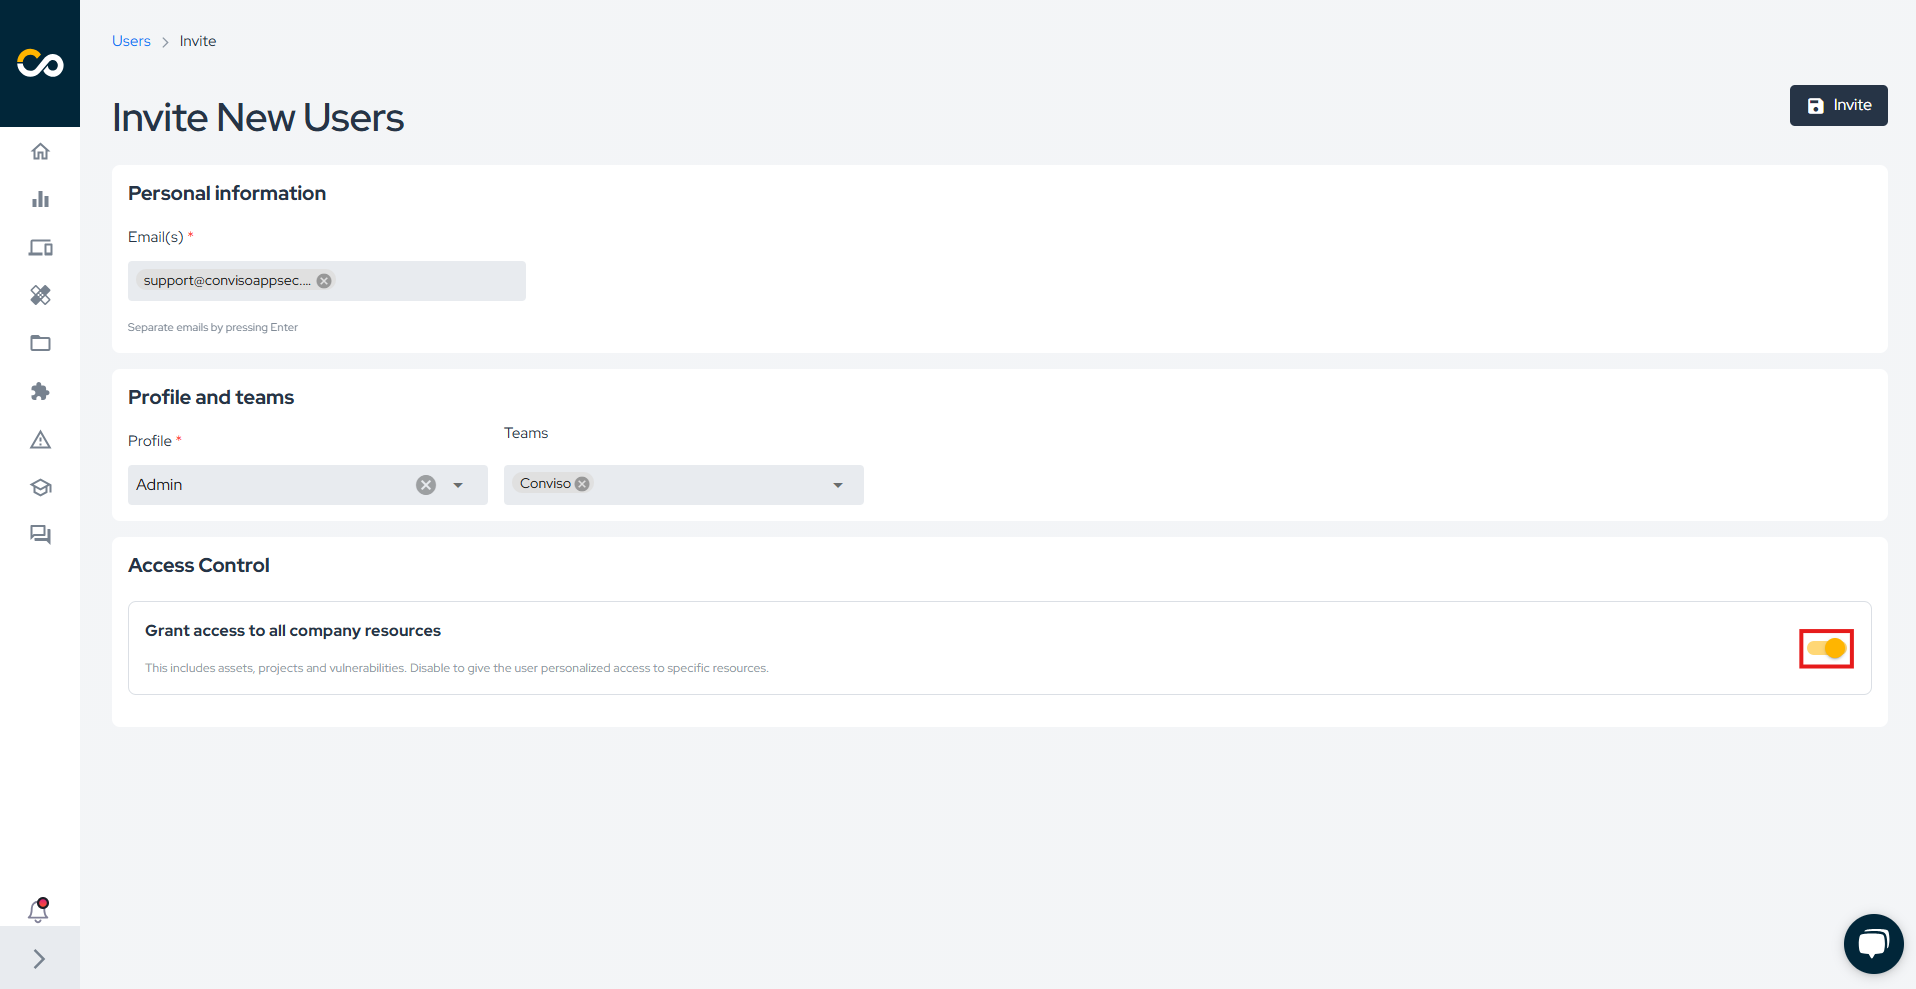 Users > Invite
Invite New Users
Invite
Personal information
Email(s) *
support@convisoappsec....
Separate emails by pressing Enter
Profile and teams
Profile *
Teams
Admin
Conviso
Access Control
Grant access to all company resources
This includes assets, projects and vulnerabilities. Disable to give the user personalized access to specific resources.